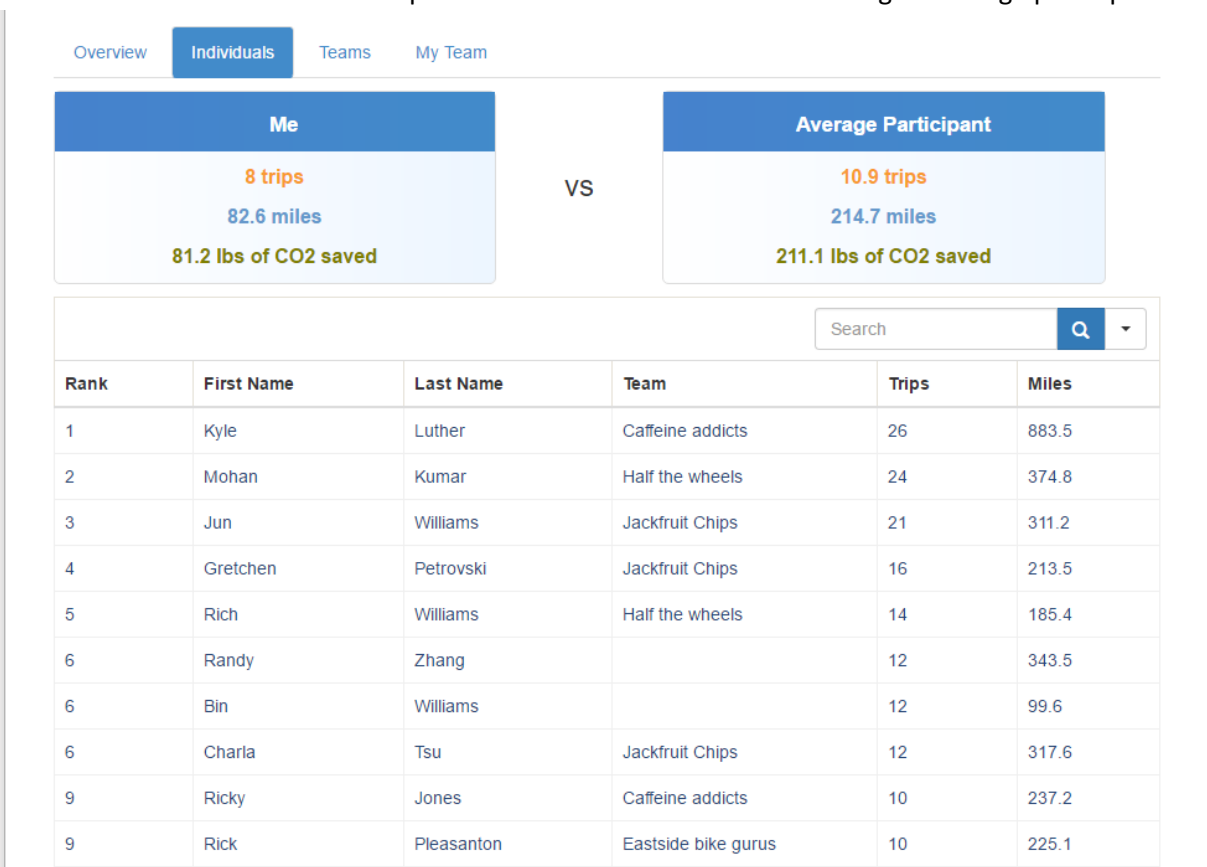 Overview Individuals Teams My Team
Me
8 trips
82.6 miles
81.2 lbs of CO2 saved
VS
Average Participant
10.9 trips
214.7 miles
211.1 lbs of CO2 saved
Search
Rank First Name Last Name Team Trips Miles
1 Kyle Luther Caffeine addicts 26 883.5
2 Mohan Kumar Half the wheels 24 374.8
3 Jun Williams Jackfruit Chips 21 311.2
4 Gretchen Petrovski Jackfruit Chips 16 213.5
5 Rich Williams Half the wheels 14 185.4
6 Randy Zhang 12 343.5
6 Bin Williams 12 99.6
6 Charla Tsu Jackfruit Chips 12 317.6
9 Ricky Jones Caffeine addicts 10 237.2
9 Rick Pleasanton Eastside bike gurus 10 225.1